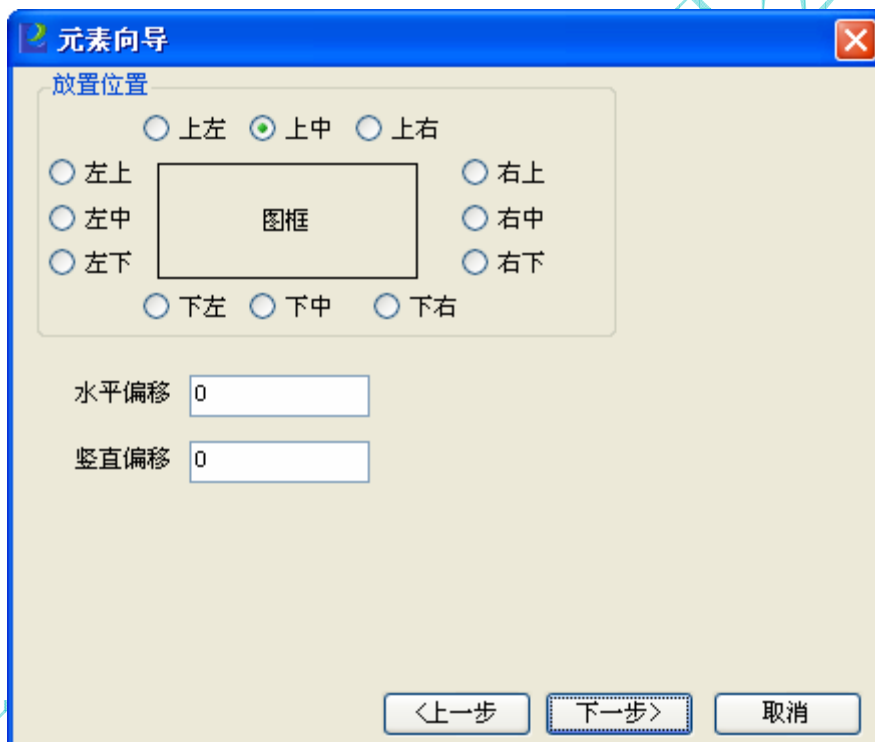 元素向导
放置位置
上左 上中 上右
左上 右上
左中 图框 右中
左下 右下
下左 下中 下右
水平偏移 0
竖直偏移 0
<上一步 下一步> 取消